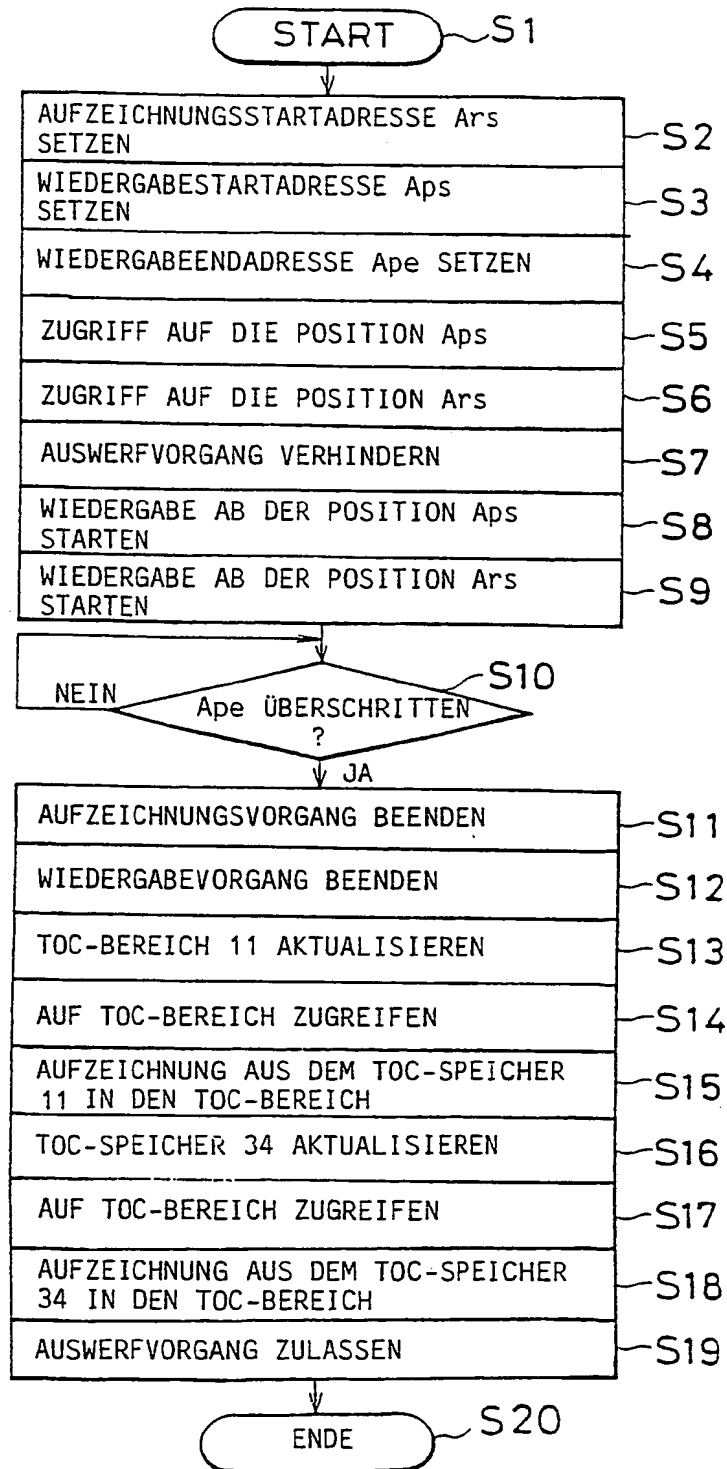 START S1
AUFZEICHNUNGSSTARTADRESSE Ars
SETZEN S2
WIEDERGABESTARTADRESSE Aps
SETZEN S3
WIEDERGABEENDADRESSE Ape SETZEN S4
ZUGRIFF AUF DIE POSITION Aps S5
ZUGRIFF AUF DIE POSITION Ars S6
AUSWERFVORGANG VERHINDERN S7
WIEDERGABE AB DER POSITION Aps
STARTEN S8
WIEDERGABE AB DER POSITION Ars
STARTEN S9
S10
NEIN Ape ÜBERSCHRITTEN
?
JA
AUFZEICHNUNGSVORGANG BEENDEN S11
WIEDERGABEVORGANG BEENDEN S12
TOC-BEREICH 11 AKTUALISIEREN S13
AUF TOC-BEREICH ZUGREIFEN S14
AUFZEICHNUNG AUS DEM TOC-SPEICHER
11 IN DEN TOC-BEREICH S15
TOC-SPEICHER 34 AKTUALISIEREN S16
AUF TOC-BEREICH ZUGREIFEN S17
AUFZEICHNUNG AUS DEM TOC-SPEICHER
34 IN DEN TOC-BEREICH S18
AUSWERFVORGANG ZULASSEN S19
ENDE S20